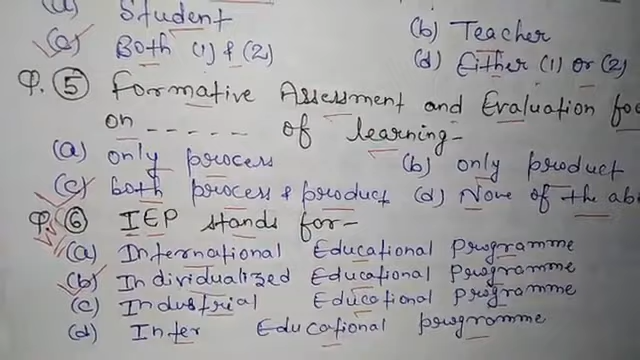 (a) Student
(b) Teacher
(c) Both (1) & (2)
(d) Either (1) or (2)
Q. 5 Formative Assessment and Evaluation
on _ _ _ _ _ of learning-
(a) only process
(b) only product
(c) both process & product (d) None of the
Q. 6 IEP stands for-
(a) International Educational Programme
(b) Individualized Educational Programme
(c) Industrial Educational Programme
(d) Inter Educational programme